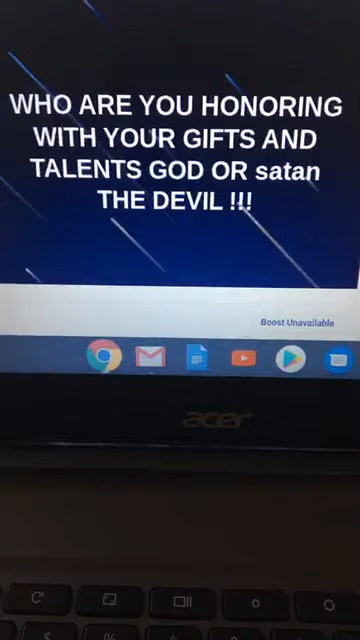 WHO ARE YOU HONORING
WITH YOUR GIFTS AND
TALENTS GOD OR satan
THE DEVIL !!!
Boost Unavailable
acer
$ %